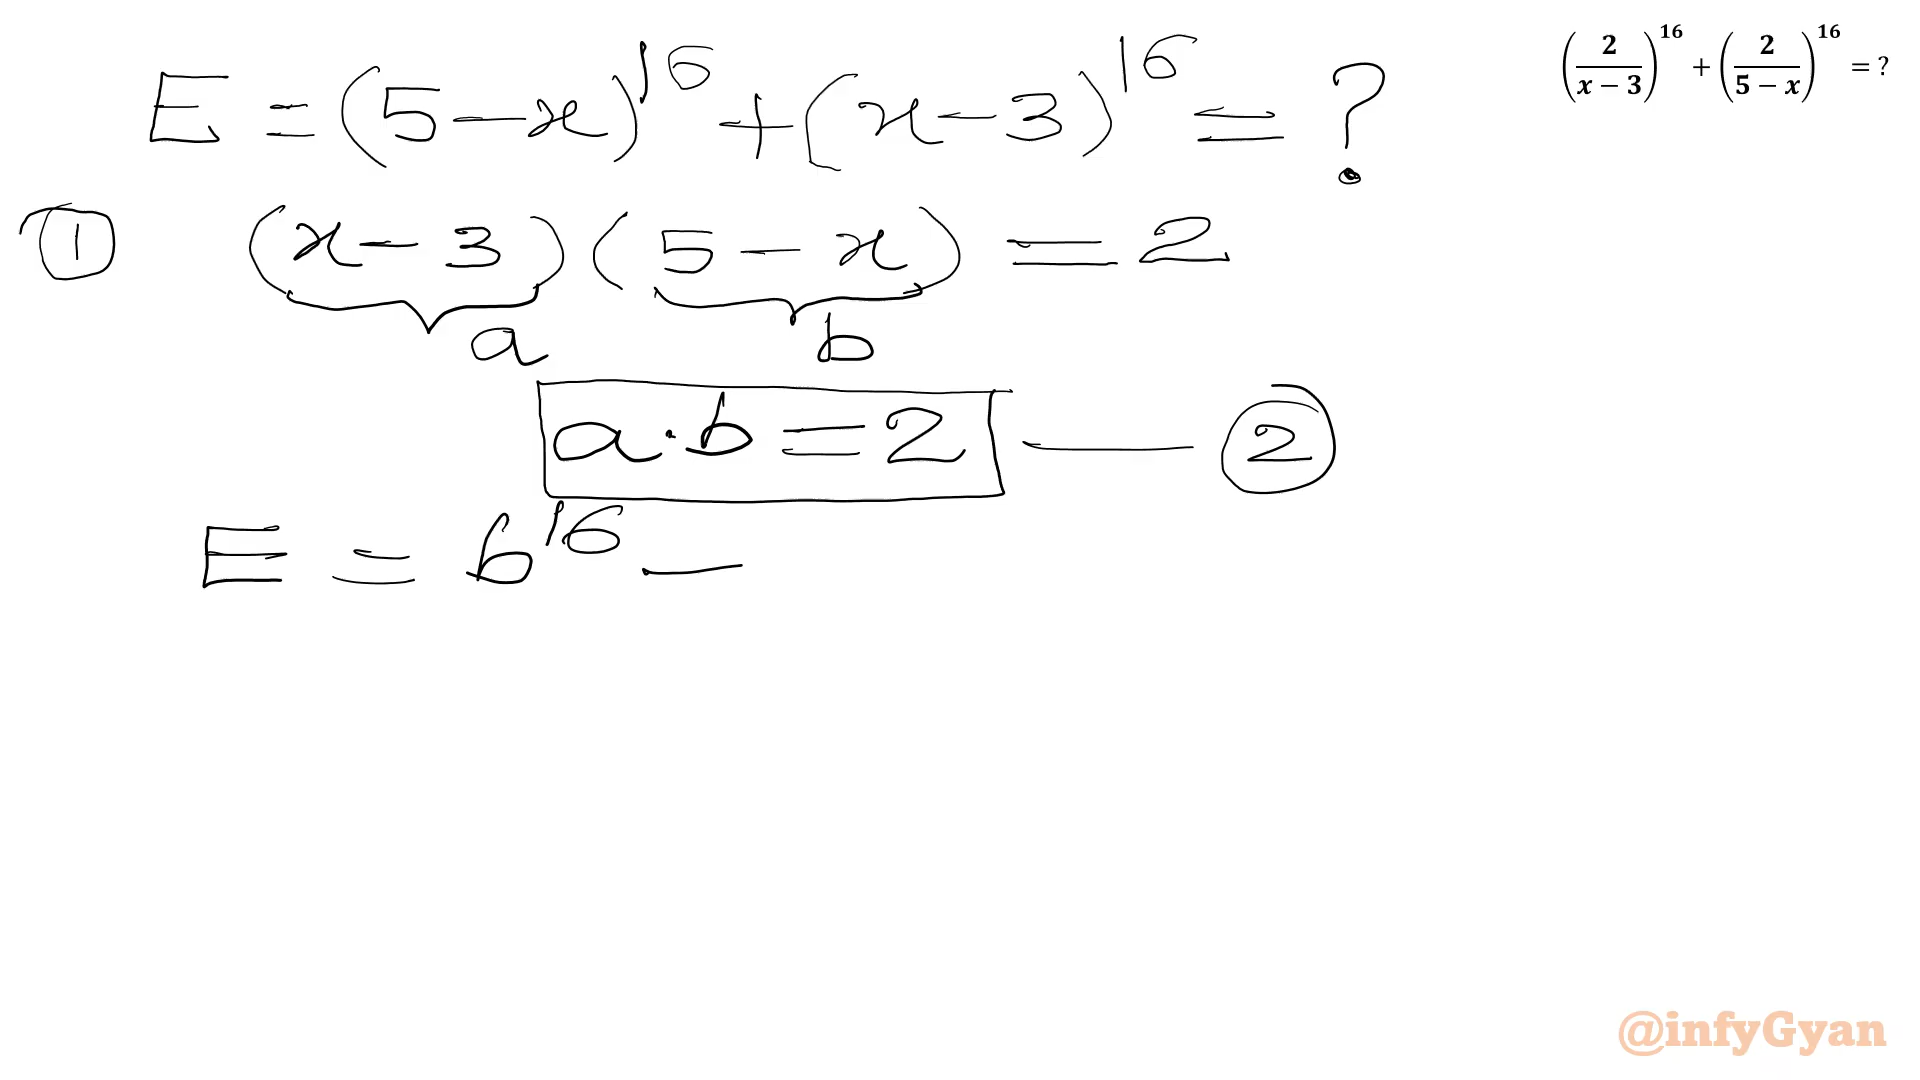 E = (5-x)^16 + (x-3)^16 = ?
(2/(x-3))^16 + (2/(5-x))^16 = ?
① (x-3)(5-x) = 2
a b
a·b = 2 — ②
E = b^16 -
@infyGyan